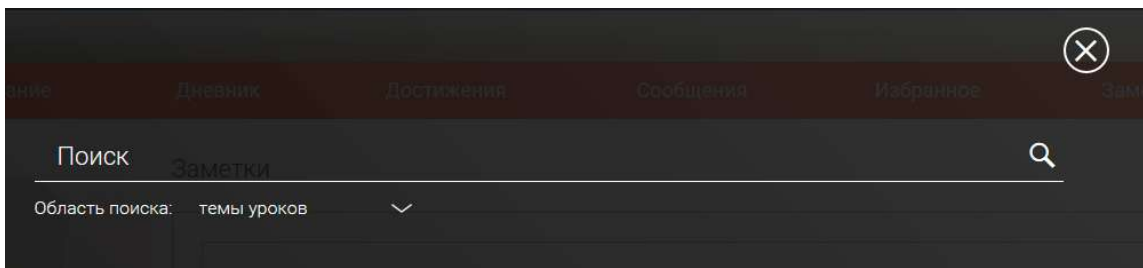 Дневник Достижения Сообщения Избранное
Поиск
Заметки
Область поиска: темы уроков